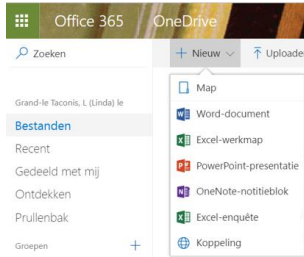 Office 365
OneDrive
Zoeken
Grand-le Taconis, L (Linda) le
Bestanden
Recent
Gedeeld met mij
Ontdekken
Prullenbak
Groepen
Nieuw
Uploade
Map
Word-document
Excel-werkmap
PowerPoint-presentatie
OneNote-notitieblok
Excel-enquête
Koppeling